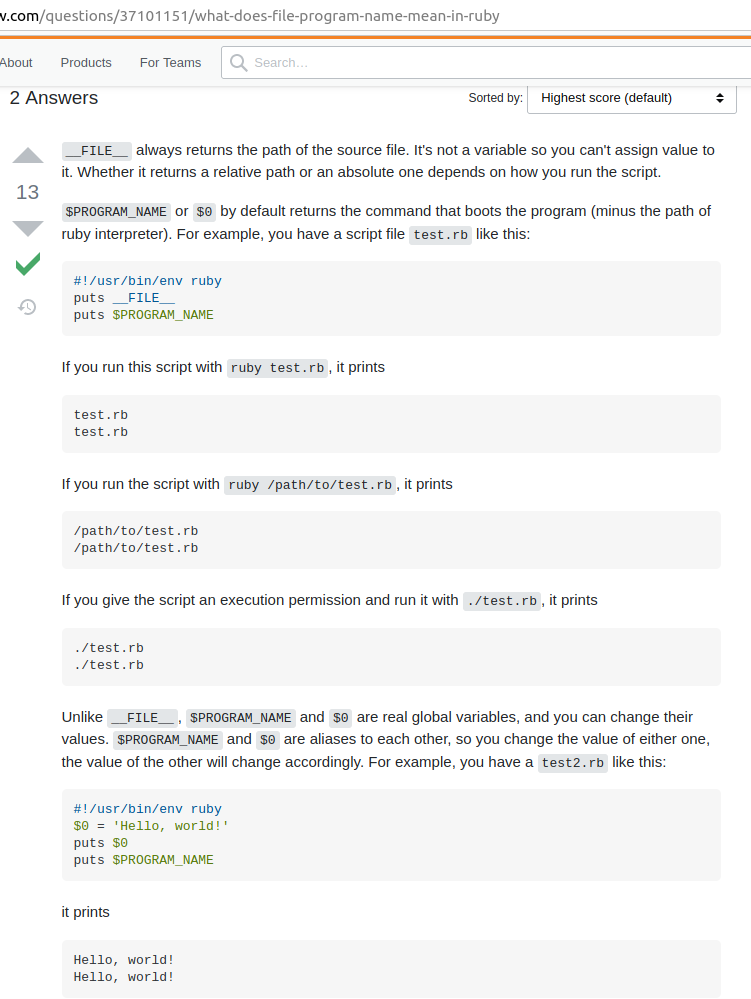 w.com/questions/37101151/what-does-file-program-name-mean-in-ruby
About Products For Teams Search…
2 Answers Sorted by: Highest score (default)
__FILE__ always returns the path of the source file. It's not a variable so you can't assign value to
it. Whether it returns a relative path or an absolute one depends on how you run the script.
13
$PROGRAM_NAME or $0 by default returns the command that boots the program (minus the path of
ruby interpreter). For example, you have a script file test.rb like this:
#!/usr/bin/env ruby
puts __FILE__
puts $PROGRAM_NAME
If you run this script with ruby test.rb, it prints
test.rb
test.rb
If you run the script with ruby /path/to/test.rb, it prints
/path/to/test.rb
/path/to/test.rb
If you give the script an execution permission and run it with ./test.rb, it prints
./test.rb
./test.rb
Unlike __FILE__, $PROGRAM_NAME and $0 are real global variables, and you can change their
values. $PROGRAM_NAME and $0 are aliases to each other, so you change the value of either one,
the value of the other will change accordingly. For example, you have a test2.rb like this:
#!/usr/bin/env ruby
$0 = 'Hello, world!'
puts $0
puts $PROGRAM_NAME
it prints
Hello, world!
Hello, world!